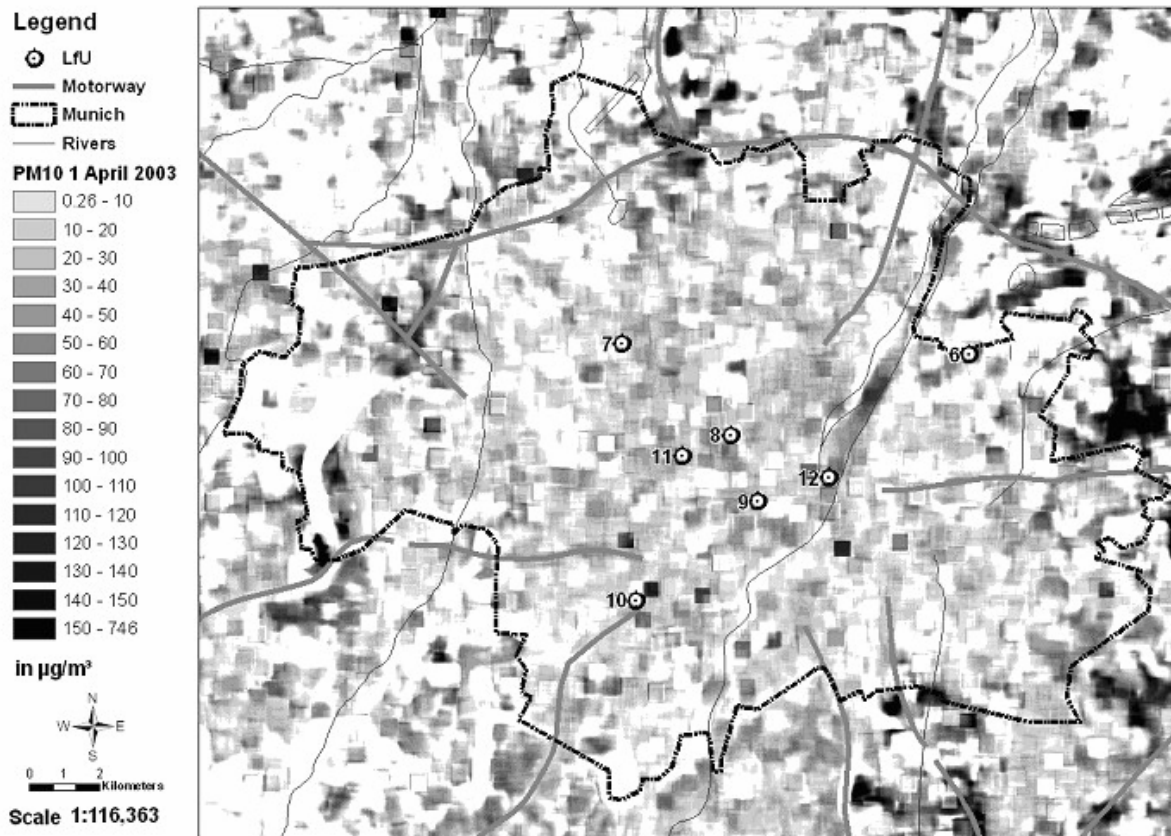 Legend
LfU
Motorway
Munich
Rivers
PM10 1 April 2003
0.26 - 10
10 - 20
20 - 30
30 - 40
40 - 50
50 - 60
60 - 70
70 - 80
80 - 90
90 - 100
100 - 110
110 - 120
120 - 130
130 - 140
140 - 150
150 - 746
in µg/m³
N
W E
S
0 1 2
Kilometers
Scale 1:116,363
7
6
8
11
12
9
10